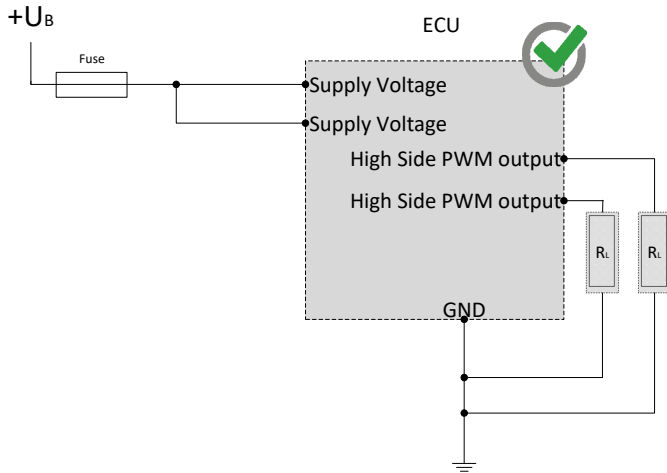 +UB
ECU
Fuse
Supply Voltage
Supply Voltage
High Side PWM output
High Side PWM output
RL
RL
GND